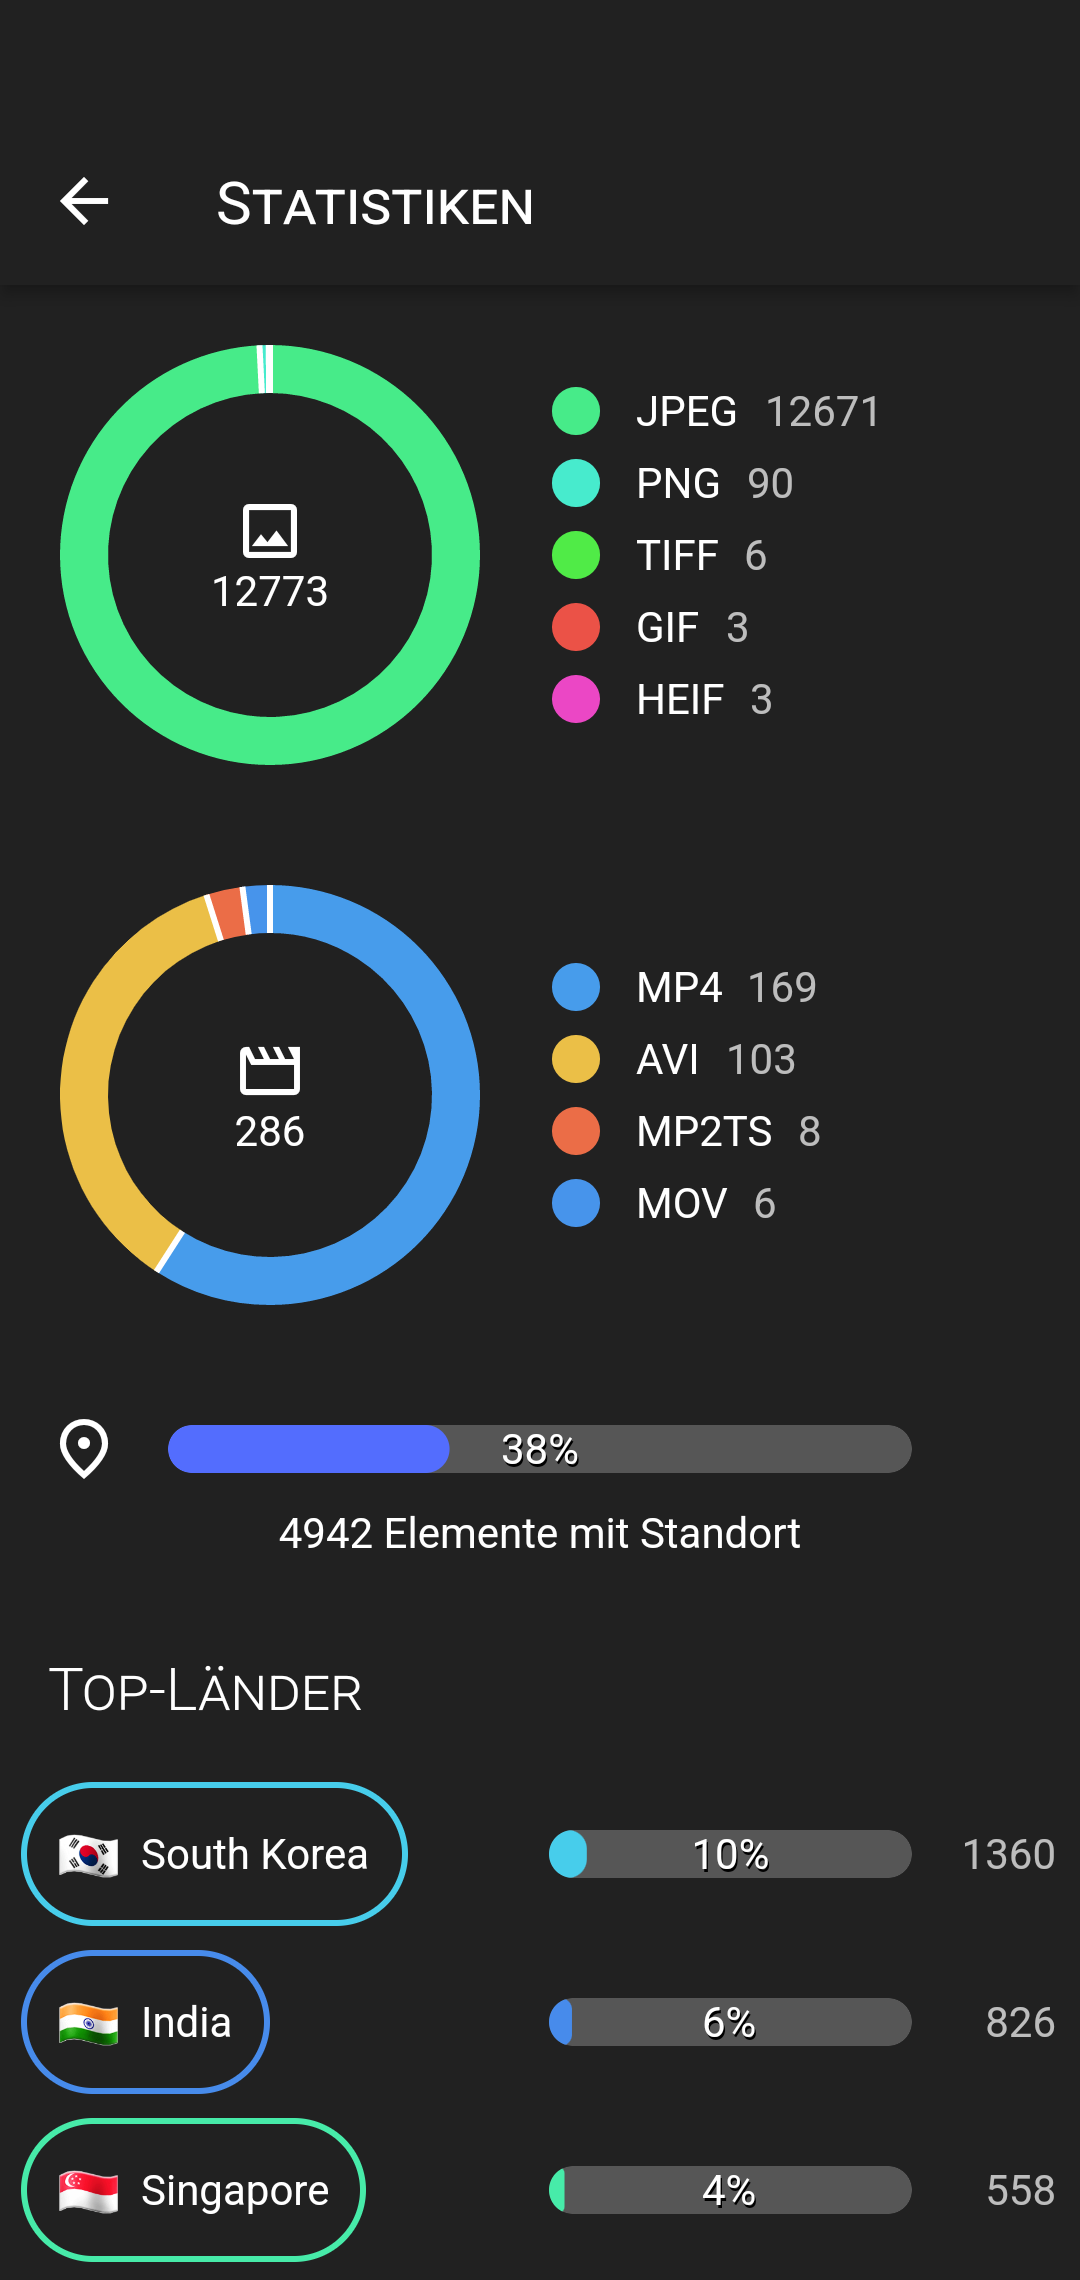 Statistiken
JPEG 12671
PNG 90
TIFF 6
GIF 3
HEIF 3
12773
MP4 169
AVI 103
MP2TS 8
MOV 6
286
38%
4942 Elemente mit Standort
Top-Länder
South Korea 10% 1360
India 6% 826
Singapore 4% 558